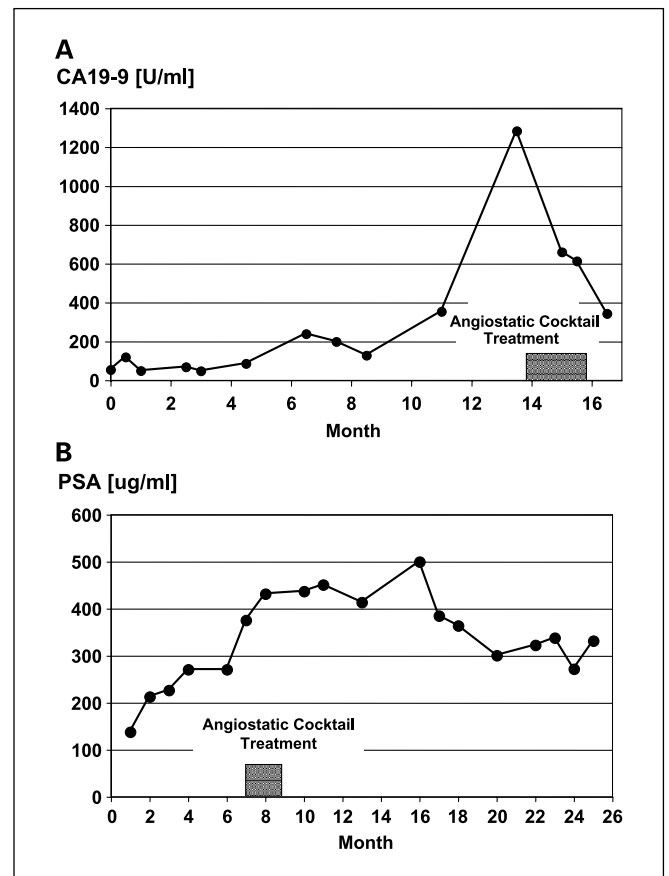 A
CA19-9 [U/ml]
1400
1200
1000
800
600
400
200
0
Angiostatic Cocktail
Treatment
0 2 4 6 8 10 12 14 16
Month
B
PSA [ug/ml]
600
500
400
300
200
100
0
Angiostatic Cocktail
Treatment
0 2 4 6 8 10 12 14 16 18 20 22 24 26
Month